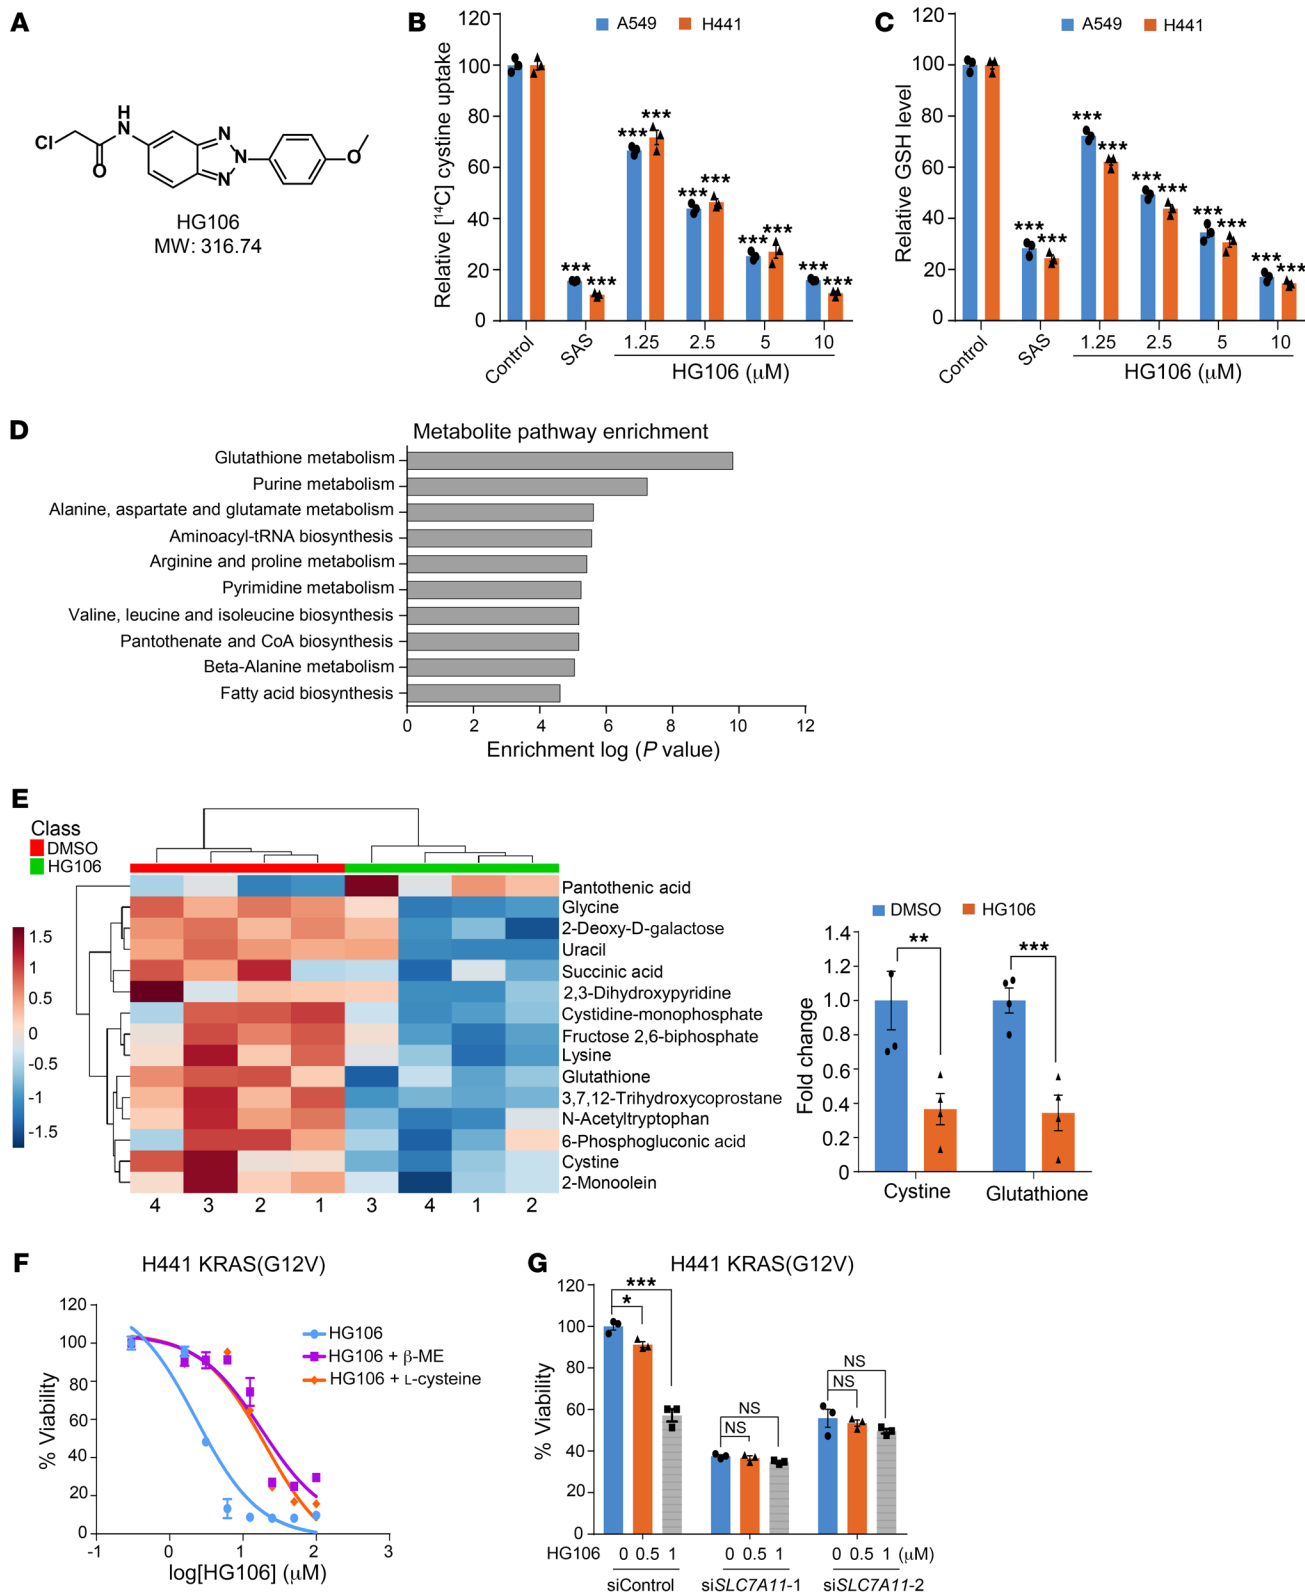 A
Cl
H
N
O
N
N
N
O
HG106
MW: 316.74
B
A549 H441
Relative [¹⁴C] cystine uptake
120
100
80
60
40
20
0
*** *** *** *** *** *** *** *** *** ***
Control SAS 1.25 2.5 5 10
HG106 (μM)
C
A549 H441
Relative GSH level
120
100
80
60
40
20
0
*** *** *** *** *** *** *** *** *** ***
Control SAS 1.25 2.5 5 10
HG106 (μM)
D
Metabolite pathway enrichment
Glutathione metabolism
Purine metabolism
Alanine, aspartate and glutamate metabolism
Aminoacyl-tRNA biosynthesis
Arginine and proline metabolism
Pyrimidine metabolism
Valine, leucine and isoleucine biosynthesis
Pantothenate and CoA biosynthesis
Beta-Alanine metabolism
Fatty acid biosynthesis
0 2 4 6 8 10 12
Enrichment log (P value)
E
Class
DMSO
HG106
1.5
1
0.5
0
-0.5
-1
-1.5
Pantothenic acid
Glycine
2-Deoxy-D-galactose
Uracil
Succinic acid
2,3-Dihydroxypyridine
Cystidine-monophosphate
Fructose 2,6-biphosphate
Lysine
Glutathione
3,7,12-Trihydroxycoprostane
N-Acetyltryptophan
6-Phosphogluconic acid
Cystine
2-Monoolein
4 3 2 1 3 4 1 2
DMSO HG106
Fold change
1.4
1.2
1.0
0.8
0.6
0.4
0.2
0
** ***
Cystine Glutathione
F
H441 KRAS(G12V)
% Viability
120
100
80
60
40
20
0
HG106
HG106 + β-ME
HG106 + L-cysteine
-1 0 1 2 3
log[HG106] (μM)
G
H441 KRAS(G12V)
% Viability
120
100
80
60
40
20
0
***
*
NS
NS
NS
NS
HG106 0 0.5 1 0 0.5 1 0 0.5 1 (μM)
siControl siSLC7A11-1 siSLC7A11-2